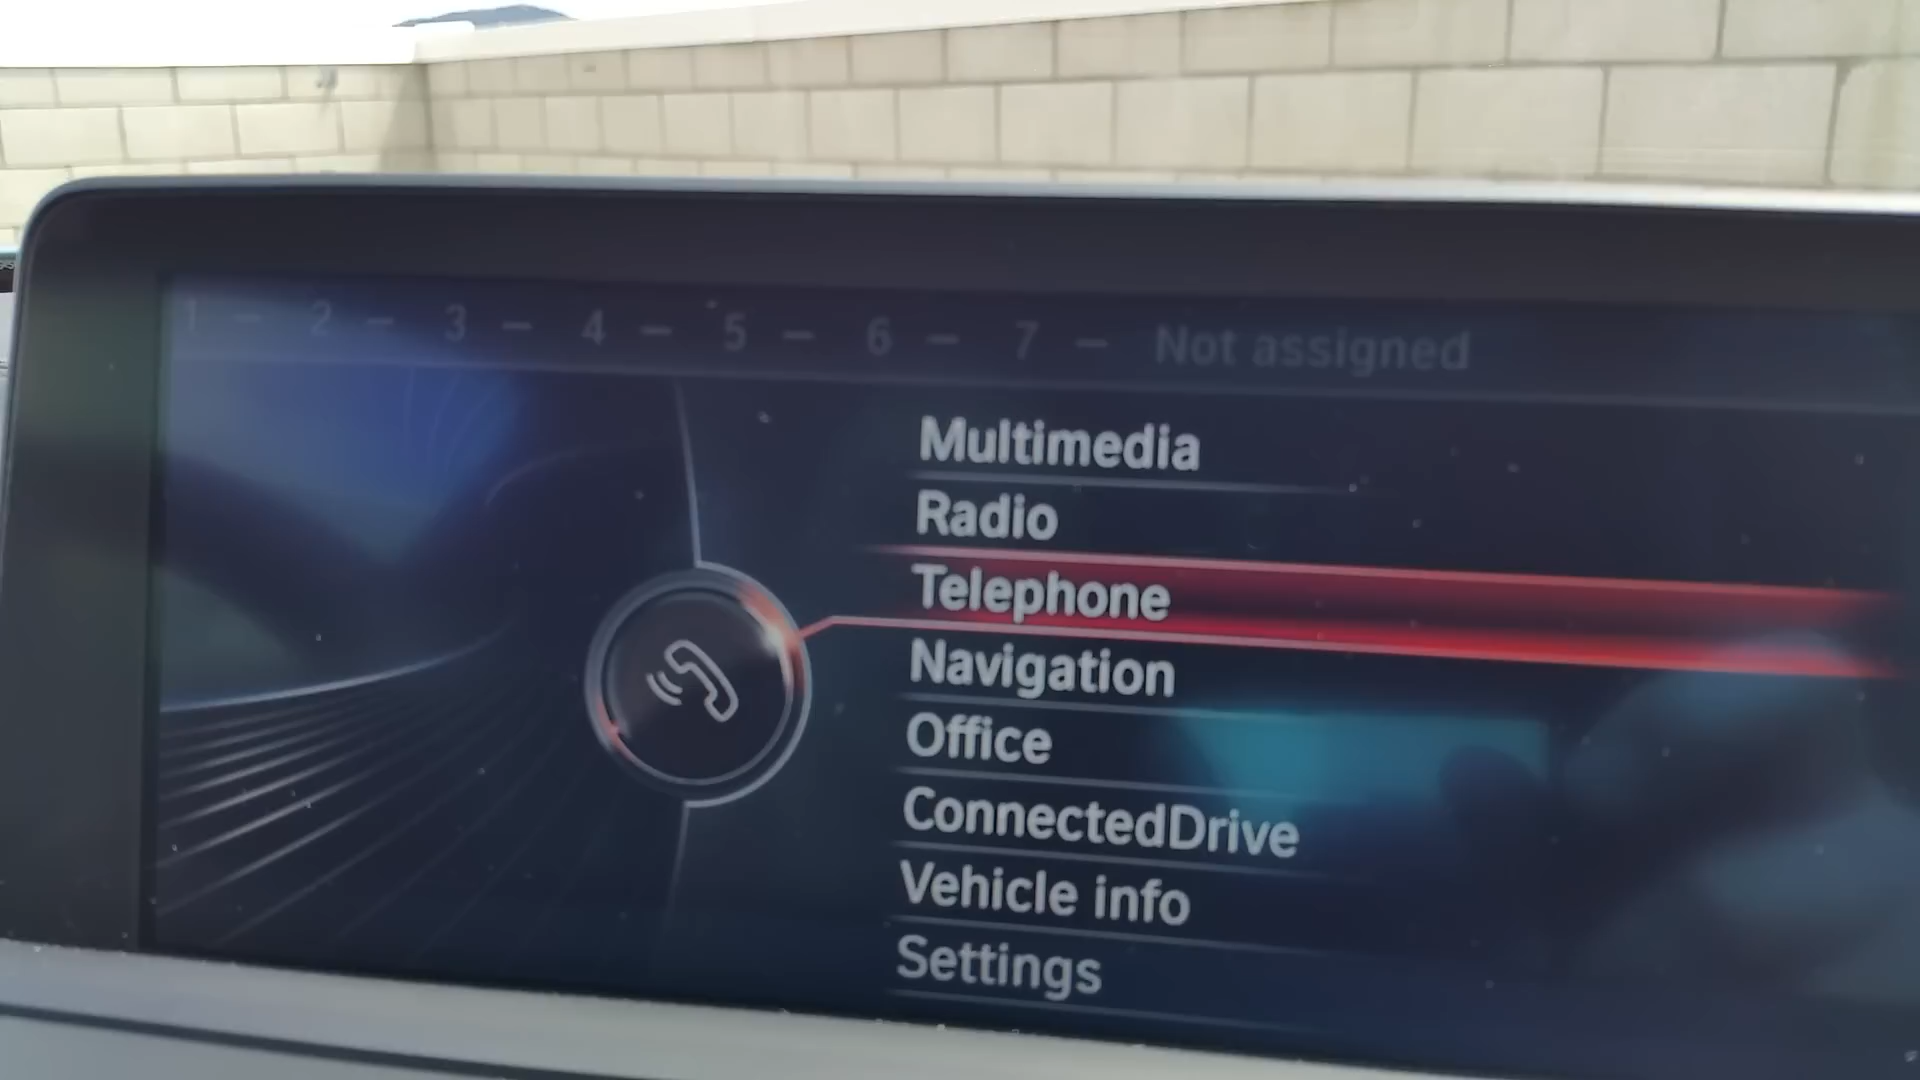 1 – 2 – 3 – 4 – 5 – 6 – 7 – Not assigned
Multimedia
Radio
Telephone
Navigation
Office
ConnectedDrive
Vehicle info
Settings